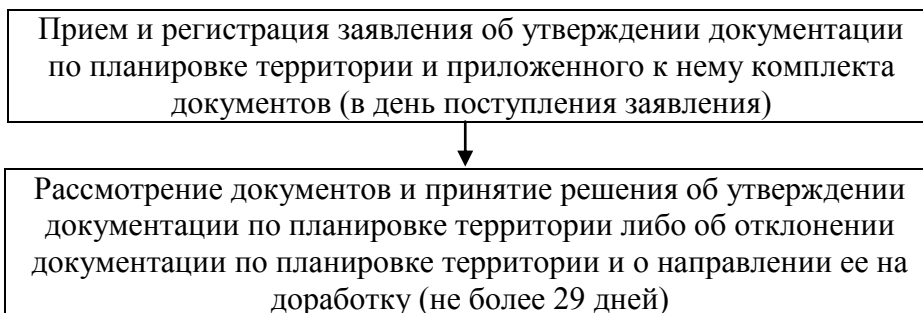 Прием и регистрация заявления об утверждении документации
по планировке территории и приложенного к нему комплекта
документов (в день поступления заявления)
Рассмотрение документов и принятие решения об утверждении
документации по планировке территории либо об отклонении
документации по планировке территории и о направлении ее на
доработку (не более 29 дней)